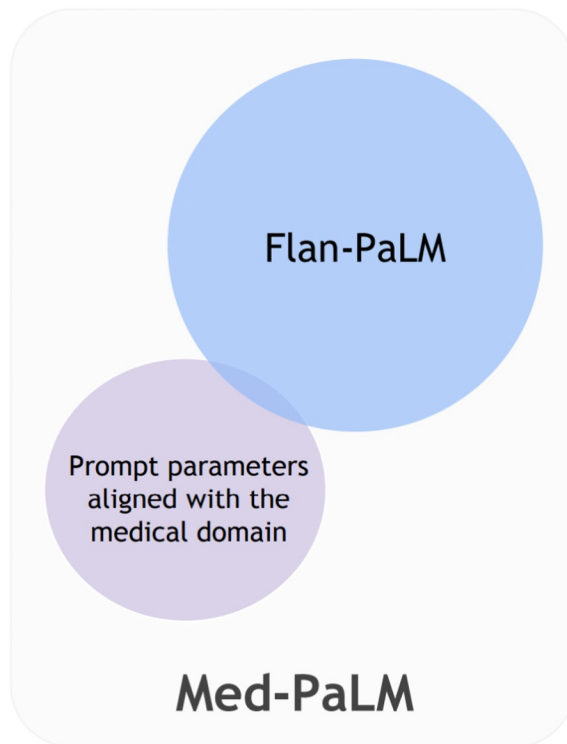 Flan-PaLM
Prompt parameters
aligned with the
medical domain
Med-PaLM